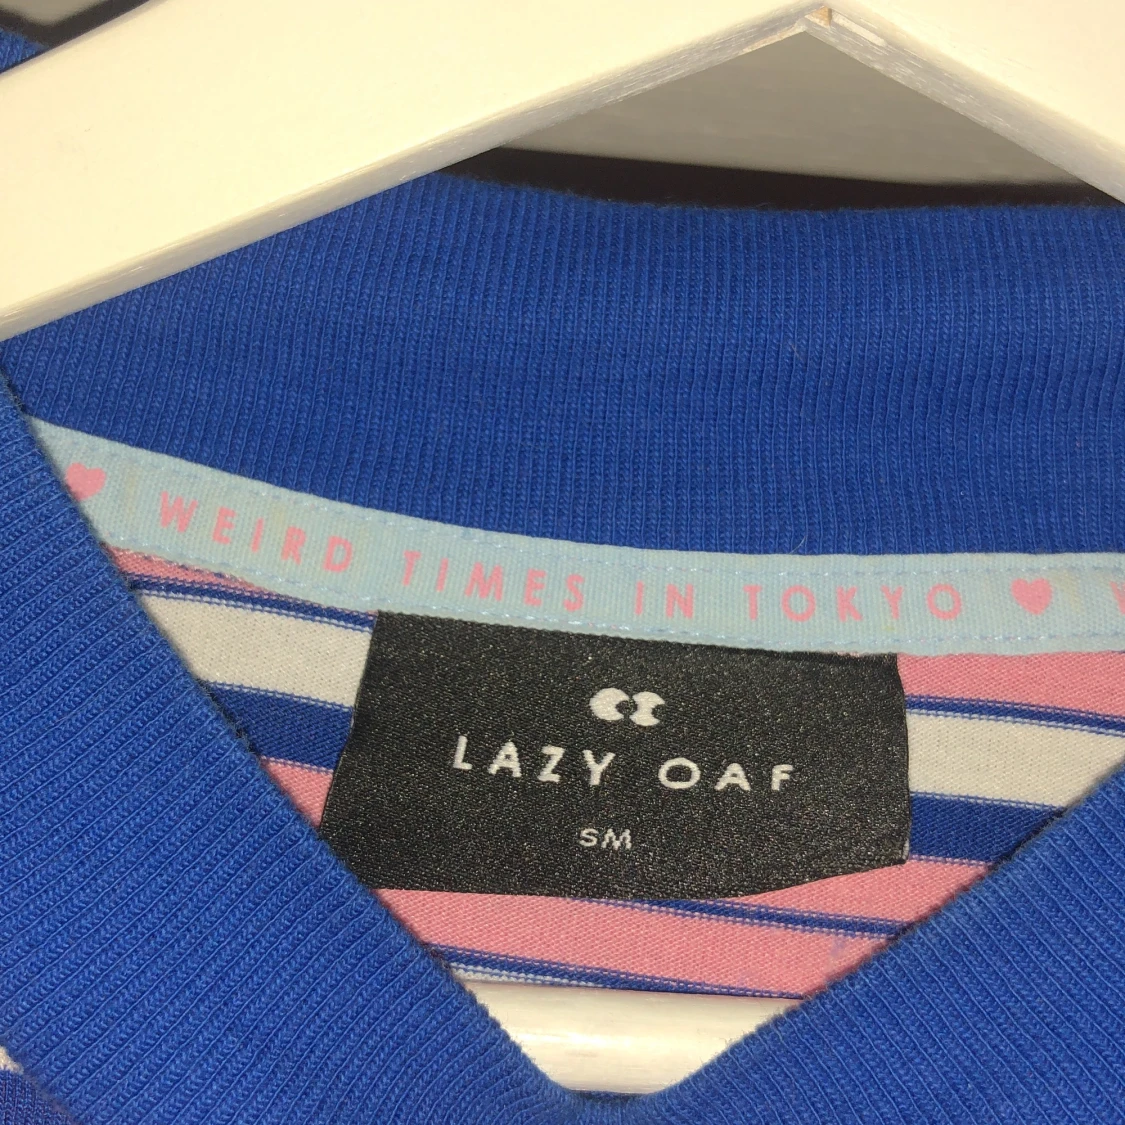 WEIRD TIMES IN TOKYO
LAZY OAF
SM